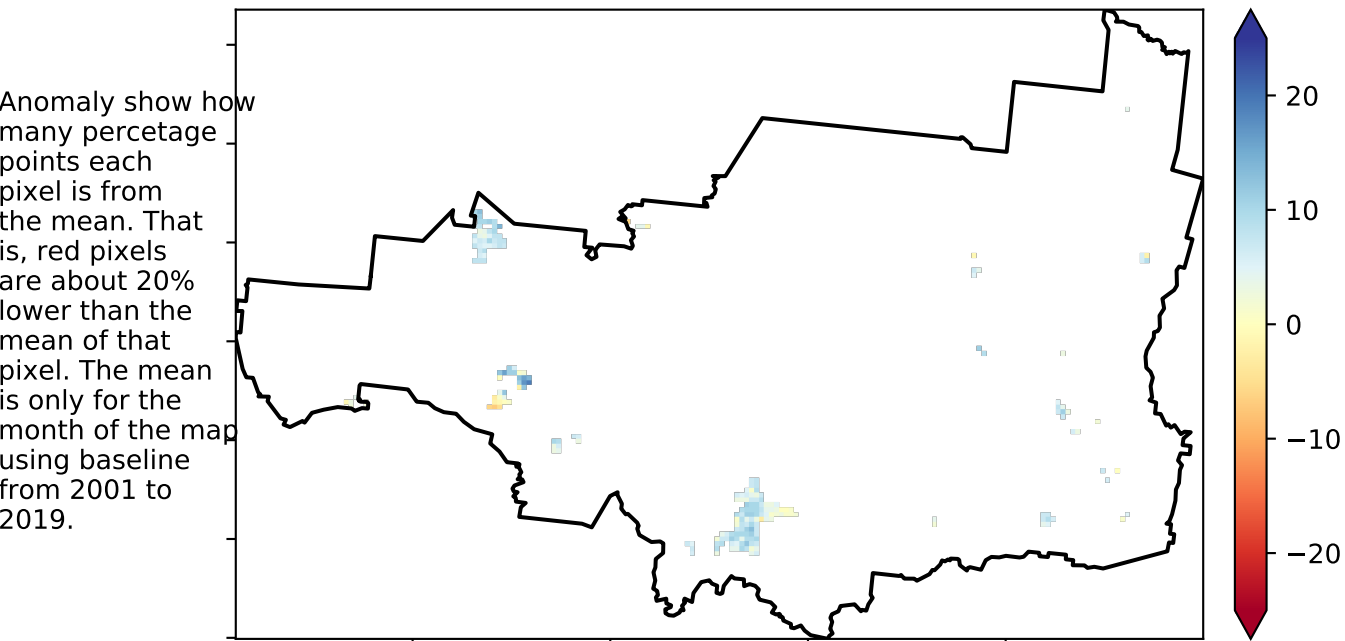 Anomaly show how
many percetage
points each
pixel is from
the mean. That
is, red pixels
are about 20%
lower than the
mean of that
pixel. The mean
is only for the
month of the map
using baseline
from 2001 to
2019.
20
10
0
−10
−20